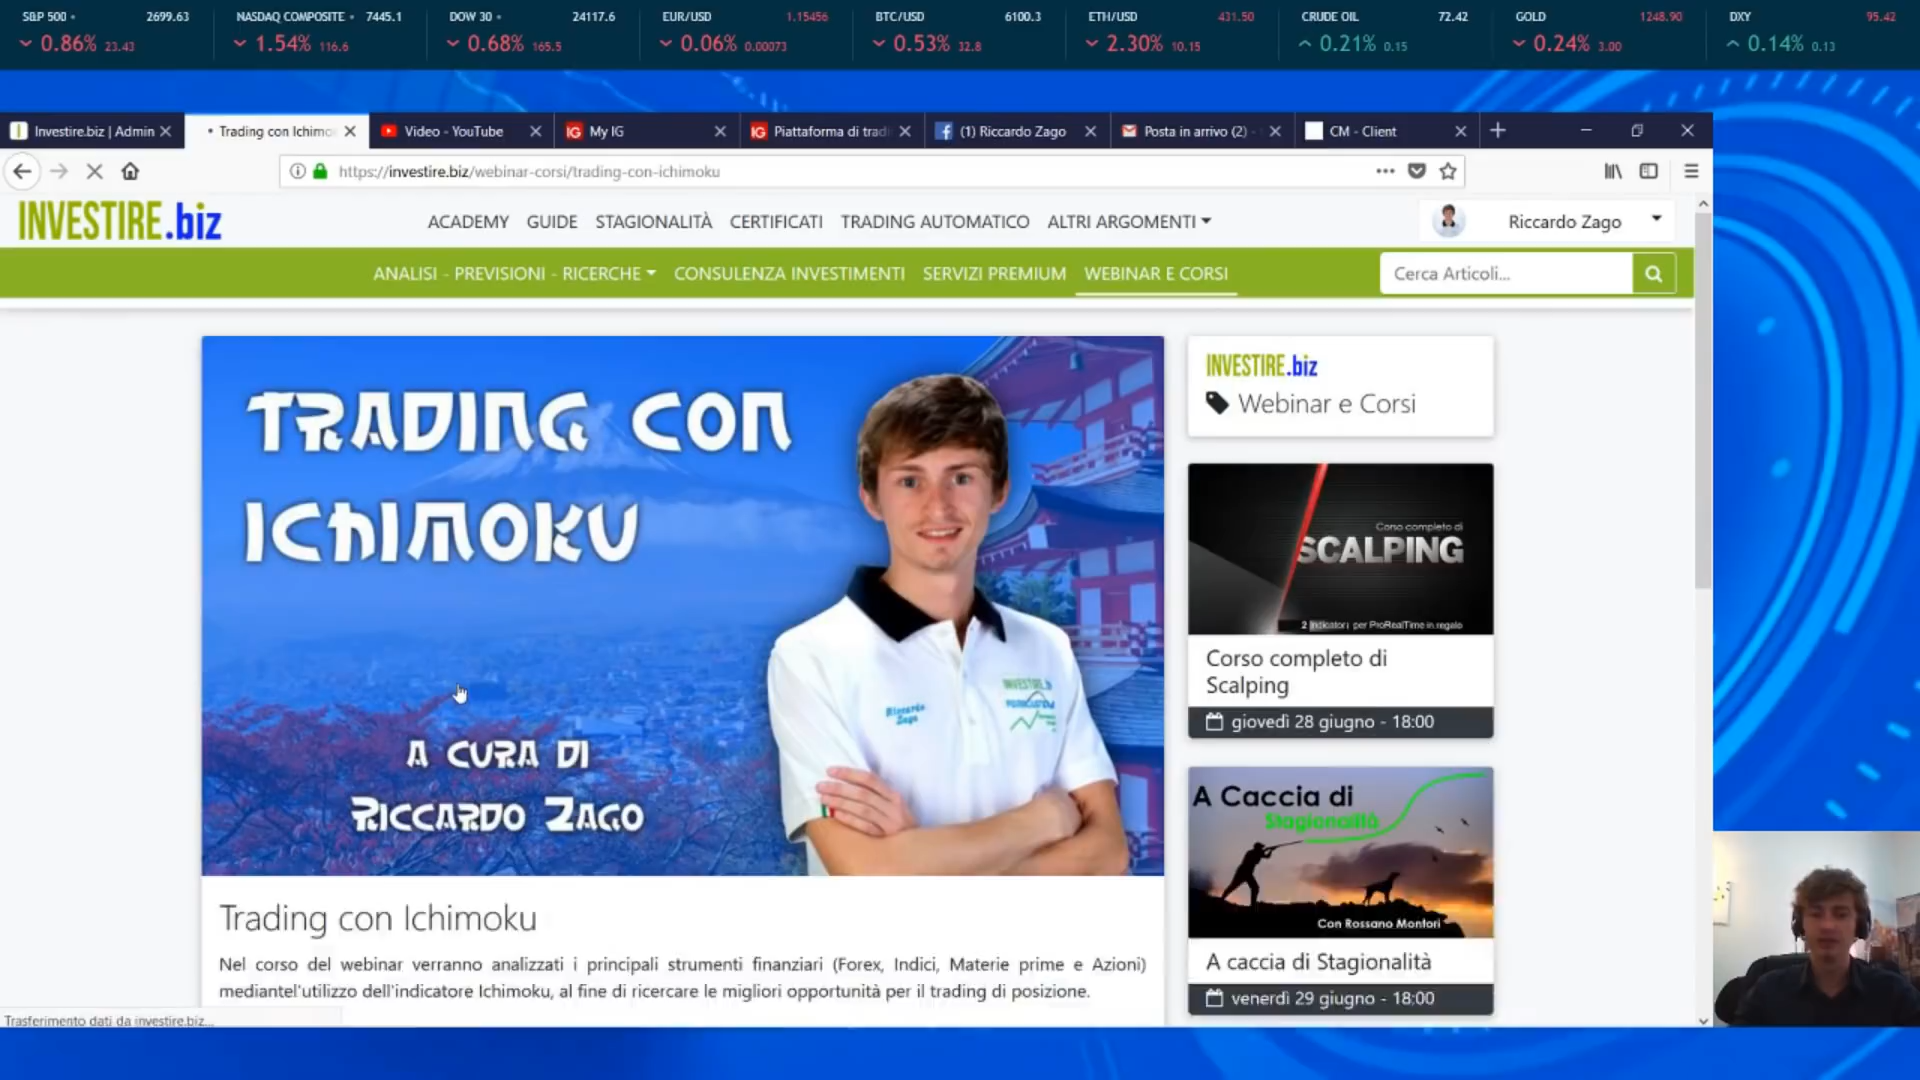 S&P 500 2699.63
0.86% 23.43
NASDAQ COMPOSITE 7445.1
1.54% 116.6
DOW 30 24117.6
0.68% 165.5
EUR/USD 1.15456
0.06% 0.00073
BTC/USD 6100.3
0.53% 32.8
ETH/USD 431.50
2.30% 10.15
CRUDE OIL 72.42
0.21% 0.15
GOLD 1248.90
0.24% 3.00
DXY 95.42
0.14% 0.13
Investire.biz | Admin
Trading con Ichimo
Video - YouTube
My IG
Piattaforma di trad
(1) Riccardo Zago
Posta in arrivo (2) -
CM - Client
https://investire.biz/webinar-corsi/trading-con-ichimoku
INVESTIRE.biz
ACADEMY GUIDE STAGIONALITÀ CERTIFICATI TRADING AUTOMATICO ALTRI ARGOMENTI
Riccardo Zago
ANALISI - PREVISIONI - RICERCHE CONSULENZA INVESTIMENTI SERVIZI PREMIUM WEBINAR E CORSI
Cerca Articoli...
TRADING CON
ICHIMOKU
A CURA DI
RICCARDO ZAGO
Riccardo
Zago
Trading con Ichimoku
Nel corso del webinar verranno analizzati i principali strumenti finanziari (Forex, Indici, Materie prime e Azioni)
mediantel'utilizzo dell'indicatore Ichimoku, al fine di ricercare le migliori opportunità per il trading di posizione.
INVESTIRE.biz
Webinar e Corsi
Corso completo di
SCALPING
2 Indicatori per ProRealTime in regalo
Corso completo di
Scalping
giovedì 28 giugno - 18:00
A Caccia di
Stagionalità
Con Rossano Montori
A caccia di Stagionalità
venerdì 29 giugno - 18:00
Trasferimento dati da investire.biz...